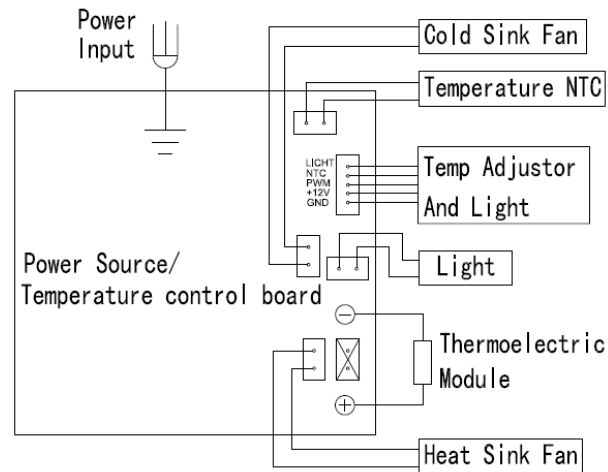 Power
Input
Cold Sink Fan
Temperature NTC
LICHT
NTC
PWM
+12V
GND
Temp Adjustor
And Light
Power Source/
Temperature control board
Light
−
Thermoelectric
Module
+
Heat Sink Fan